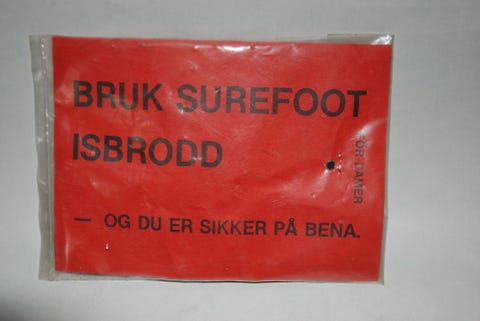 BRUK SUREFOOT
ISBRODD
FOR DAMER
— OG DU ER SIKKER PÅ BENA.